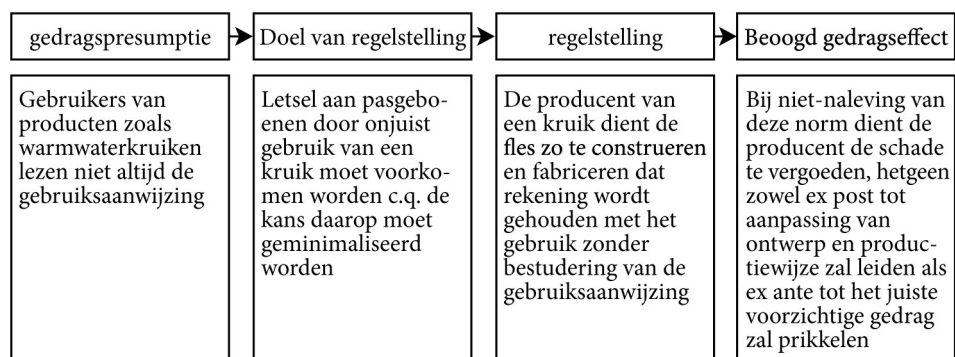 gedragspresumptie
Doel van regelstelling
regelstelling
Beoogd gedragseffect
Gebruikers van
producten zoals
warmwaterkruiken
lezen niet altijd de
gebruiksaanwijzing
Letsel aan pasgebo-
nenen door onjuist
gebruik van een
kruik moet voorko-
men worden c.q. de
kans daarop moet
geminimaliseerd
worden
De producent van
een kruik dient de
fles zo te construeren
en fabriceren dat
rekening wordt
gehouden met het
gebruik zonder
bestudering van de
gebruiksaanwijzing
Bij niet-naleving van
deze norm dient de
producent de schade
te vergoeden, hetgeen
zowel ex post tot
aanpassing van
ontwerp en produc-
tiewijze zal leiden als
ex ante tot het juiste
voorzichtige gedrag
zal prikkelen